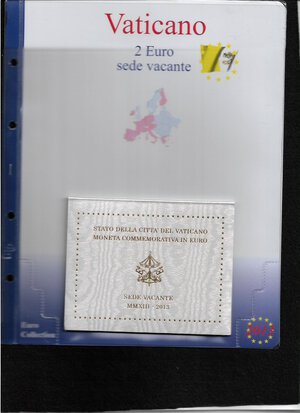 Vaticano
2 Euro
sede vacante
STATO DELLA CITTA' DEL VATICANO
MONETA COMMEMORATIVA IN EURO
SEDE VACANTE
MMXIII - 2013
Euro
Collection
2013